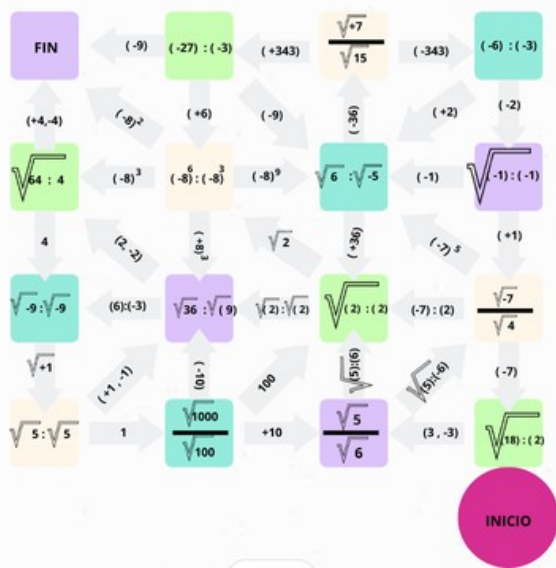 FIN
( -9)
( -27) : ( -3)
( +343)
√+7
√15
( -343)
( -6) : ( -3)
(+4,-4)
( -8)²
( +6)
( -9)
( -36)
( +2)
( -2)
√64 : 4
( -8)³
( -8)⁶ : ( -8)³
( -8)⁹
√6 : √-5
( -1)
√( -1) : ( -1)
4
(2, -2)
( +8)³
√2
( +36)
( -7)⁵
( +1)
√-9 : √-9
(6):(-3)
√36 : √( 9)
√(2) : √(2)
√( 2) : ( 2)
(-7) : (2)
√-7
√4
√+1
(+1 , -1)
( -10)
100
√(5):(6)
√(5):(-6)
( -7)
√5 : √5
1
√1000
√100
+10
√5
√6
(3 , -3)
√(18) : ( 2)
INICIO